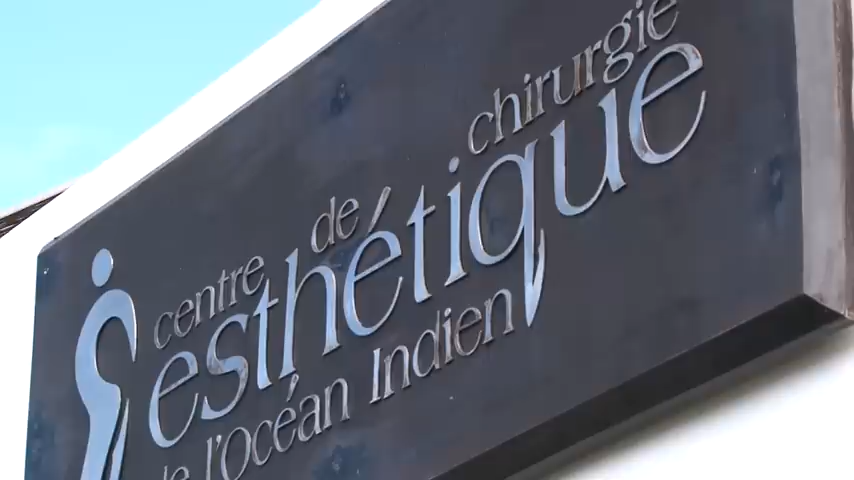 centre de chirurgie
esthétique
de l'Océan Indien